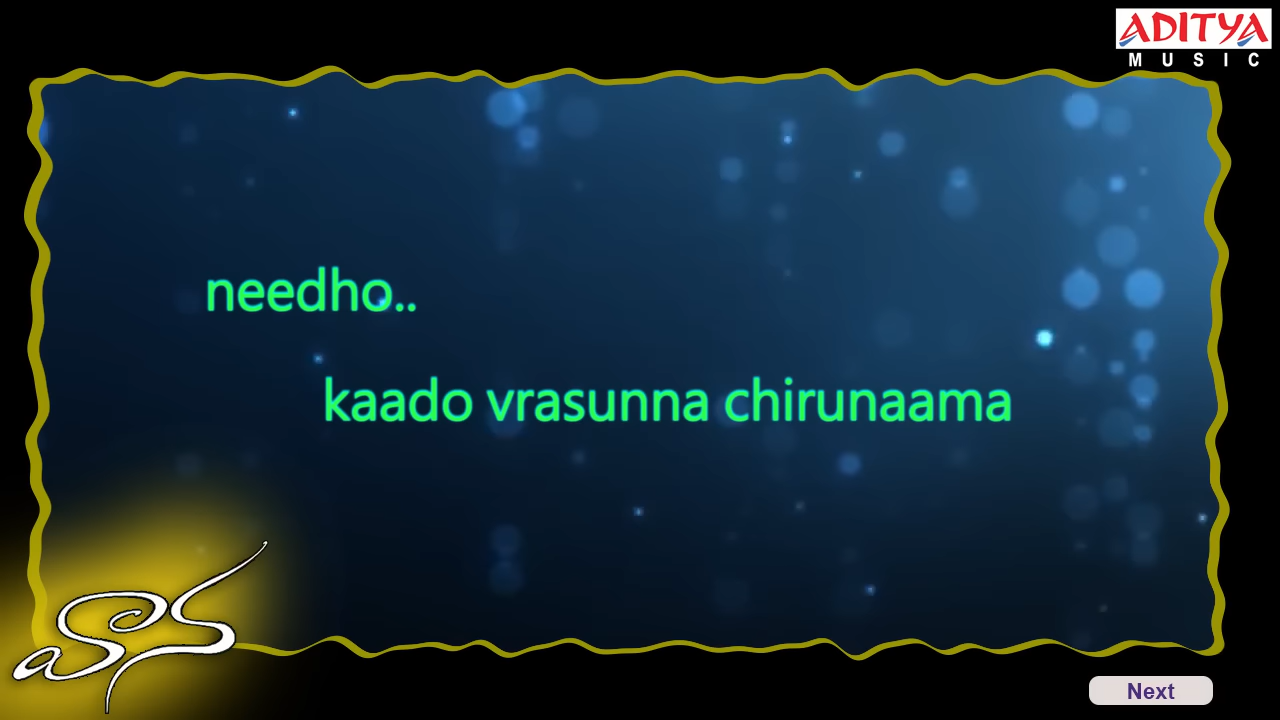 ADITYA
MUSIC
needho..
kaado vrasunna chirunaama
వాన
Next